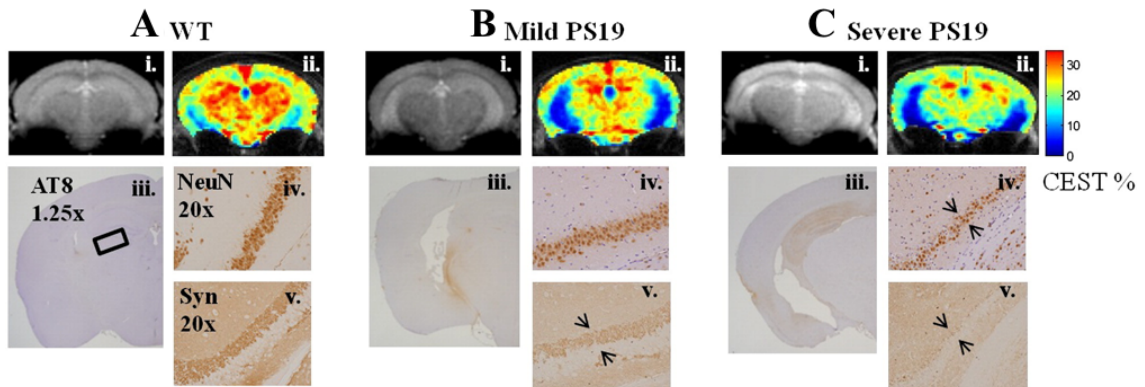 A WT
B Mild PS19
C Severe PS19
i.
ii.
i.
ii.
i.
ii.
30
20
10
0
CEST %
AT8
1.25x
iii.
NeuN
20x
iv.
iii.
iv.
iii.
iv.
Syn
20x
v.
v.
v.